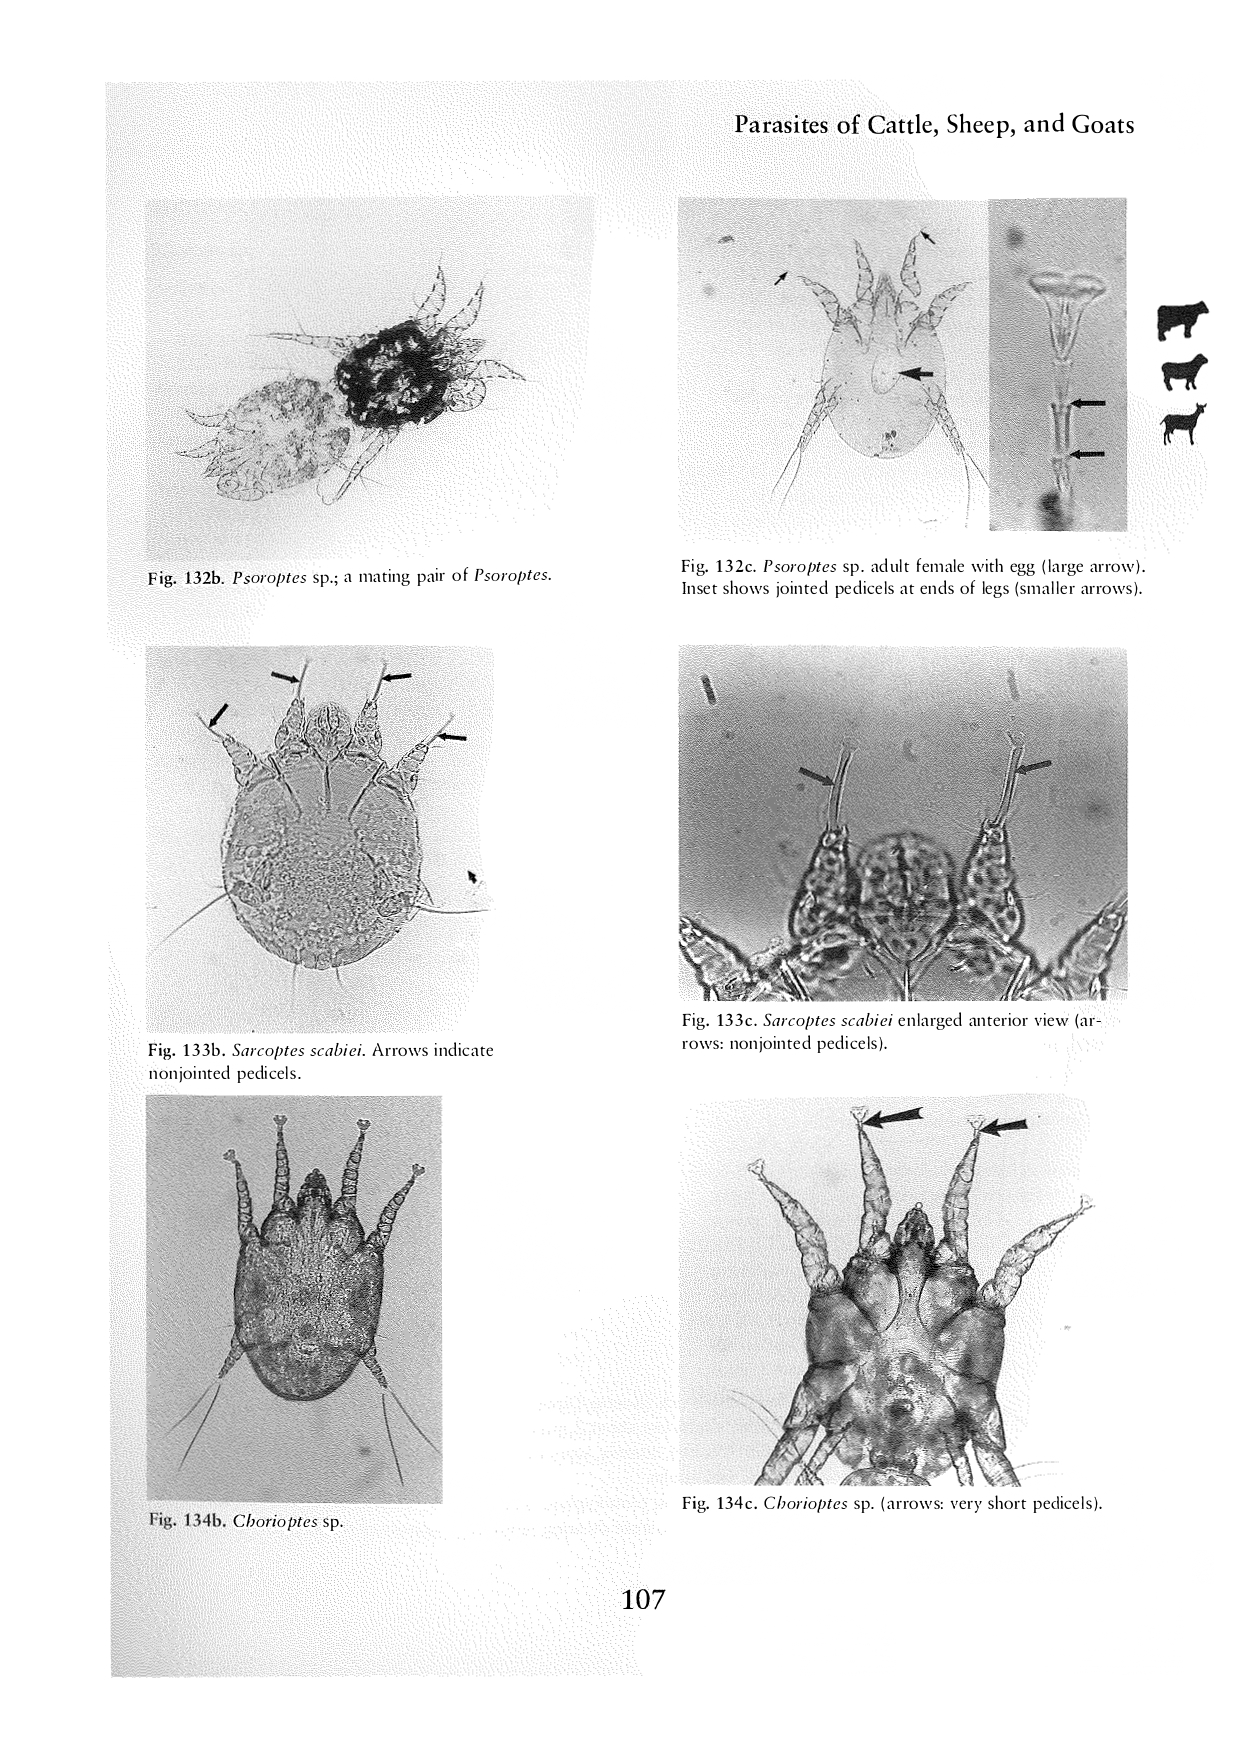 Parasites of Cattle, Sheep, and Goats
Fig. 132b. Psoroptes sp.; a mating pair of Psoroptes.
Fig. 132c. Psoroptes sp. adult female with egg (large arrow).
Inset shows jointed pedicels at ends of legs (smaller arrows).
Fig. 133b. Sarcoptes scabiei. Arrows indicate
nonjointed pedicels.
Fig. 133c. Sarcoptes scabiei enlarged anterior view (ar-
rows: nonjointed pedicels).
Fig. 134b. Chorioptes sp.
Fig. 134c. Chorioptes sp. (arrows: very short pedicels).
107